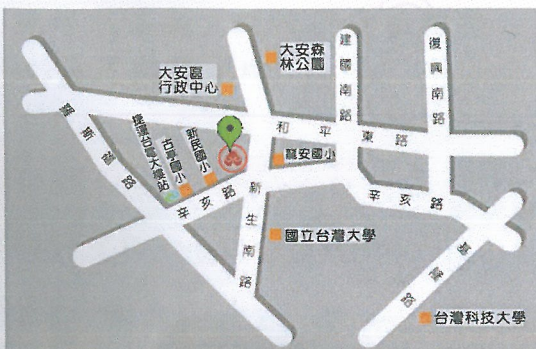 大安森
林公園
建國南路
復興南路
大安區
行政中心
和平東路
羅斯福路
捷運台電大樓站
古亭國小
新民國小
龍安國小
辛亥路
辛亥路
新生南路
國立台灣大學
基隆路
台灣科技大學